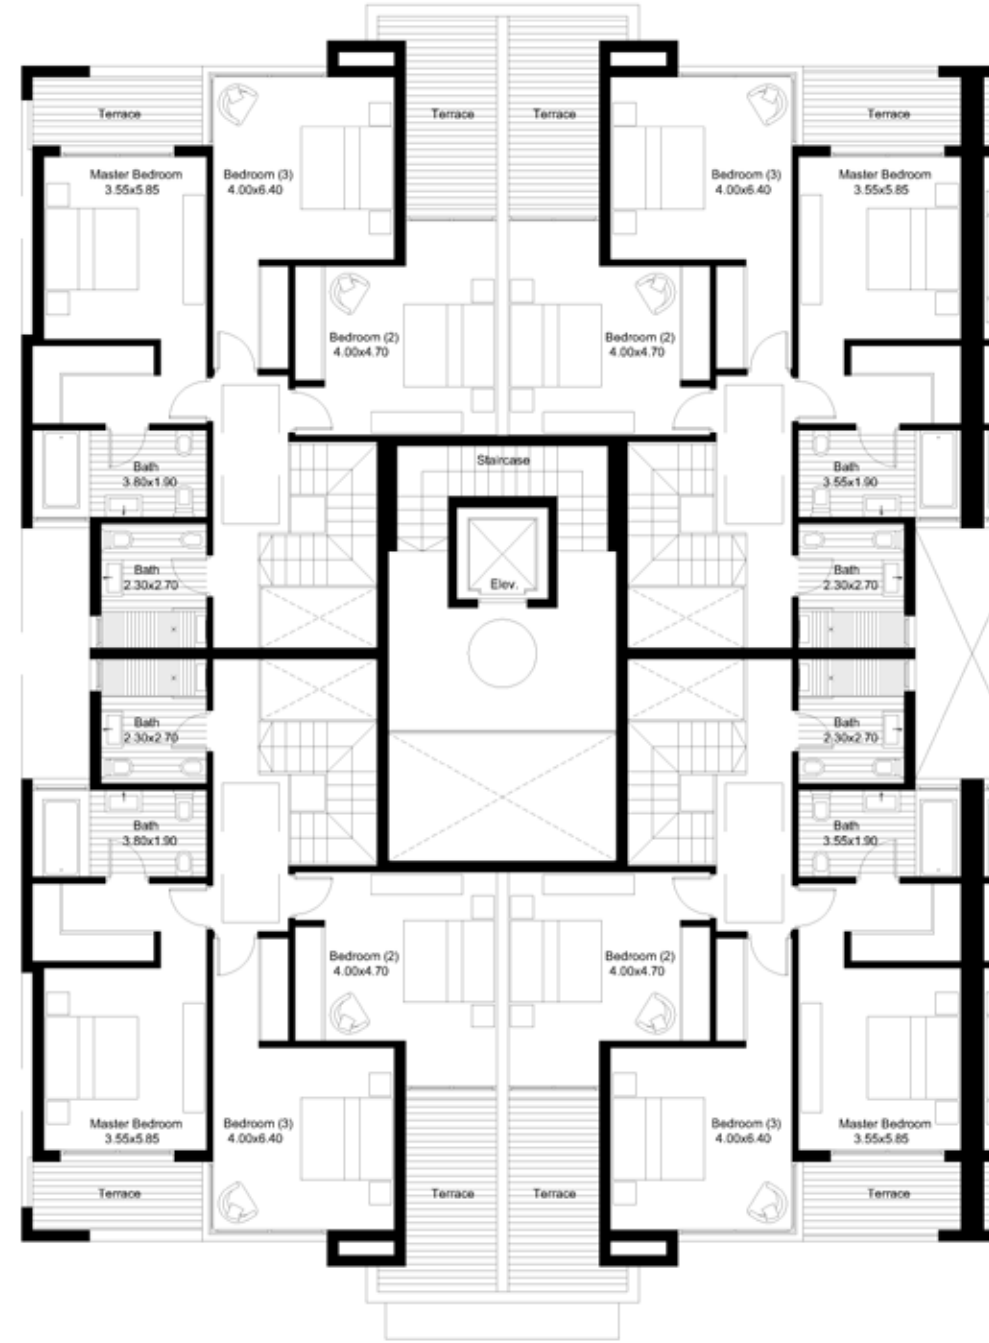 Terrace
Terrace
Terrace
Terrace
Master Bedroom
3.55x5.85
Bedroom (3)
4.00x6.40
Bedroom (3)
4.00x6.40
Master Bedroom
3.55x5.85
Bedroom (2)
4.00x4.70
Bedroom (2)
4.00x4.70
Bath
3.80x1.90
Staircase
Bath
3.55x1.90
Bath
2.30x2.70
Elev.
Bath
2.30x2.70
Bath
2.30x2.70
Bath
2.30x2.70
Bath
3.80x1.90
Bath
3.55x1.90
Bedroom (2)
4.00x4.70
Bedroom (2)
4.00x4.70
Master Bedroom
3.55x5.85
Bedroom (3)
4.00x6.40
Bedroom (3)
4.00x6.40
Master Bedroom
3.55x5.85
Terrace
Terrace
Terrace
Terrace